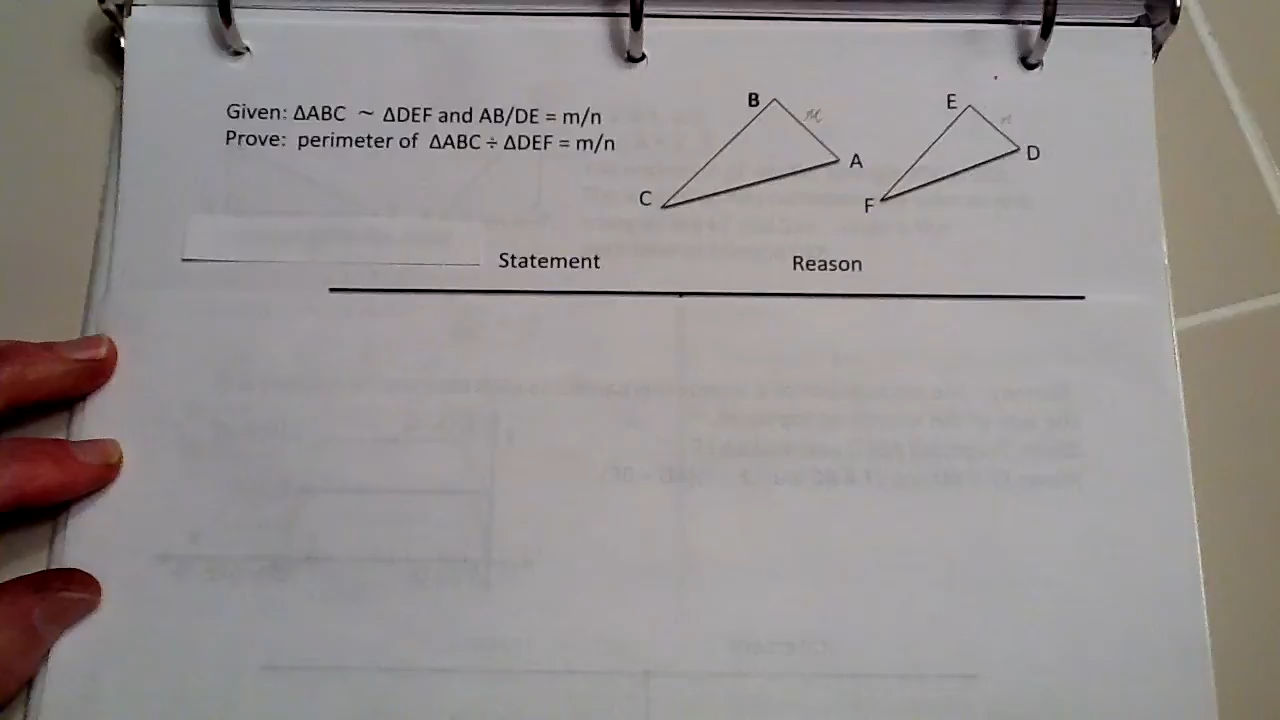 Given: ΔABC ~ ΔDEF and AB/DE = m/n
Prove: perimeter of ΔABC ÷ ΔDEF = m/n
B
m
A
C
E
n
D
F
Statement Reason